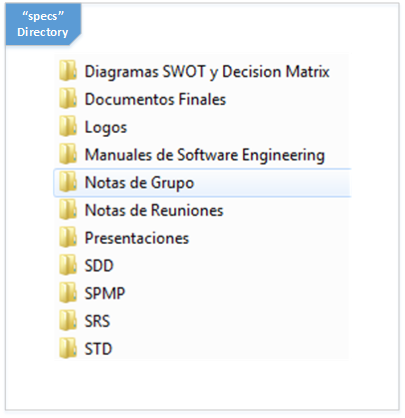 “specs”
Directory
Diagramas SWOT y Decision Matrix
Documentos Finales
Logos
Manuales de Software Engineering
Notas de Grupo
Notas de Reuniones
Presentaciones
SDD
SPMP
SRS
STD